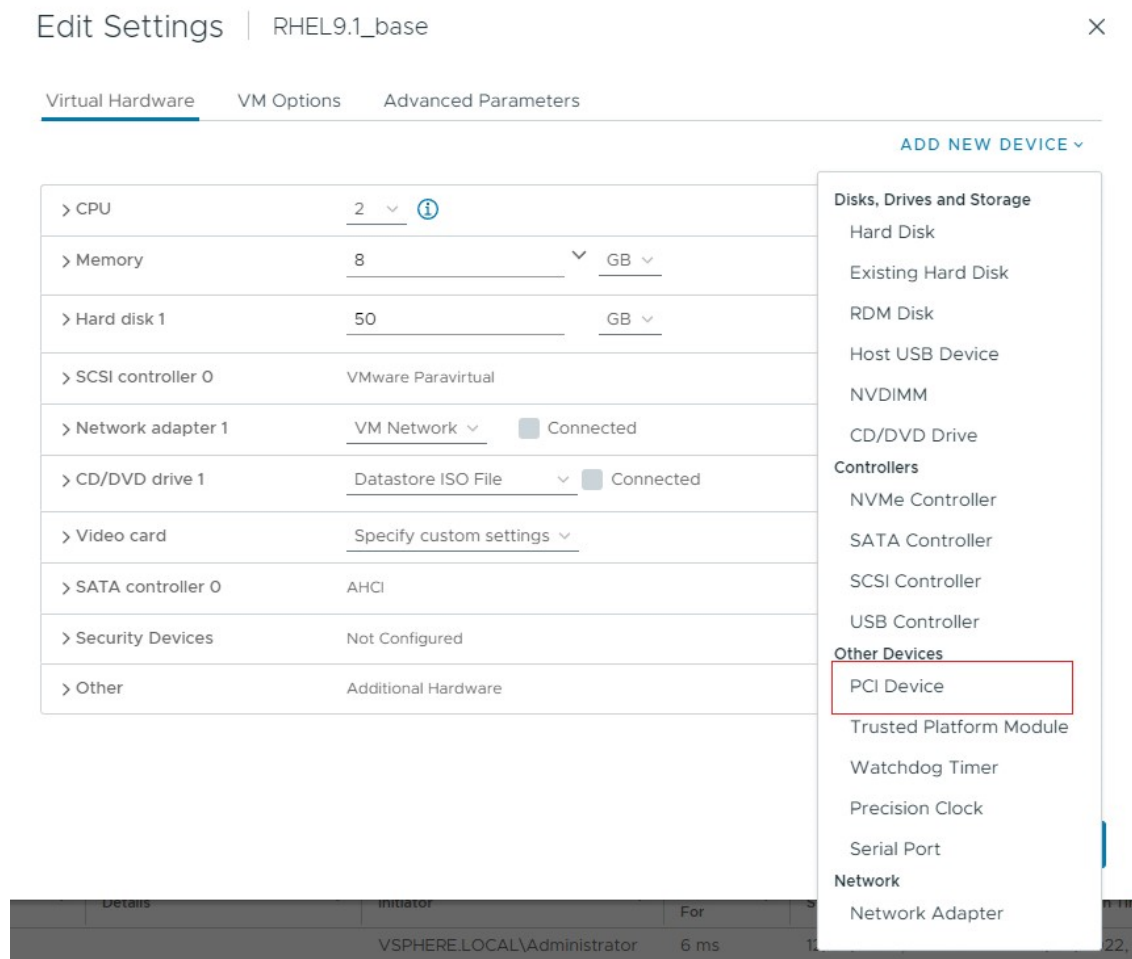 Edit Settings RHEL9.1_base
Virtual Hardware VM Options Advanced Parameters
ADD NEW DEVICE
CPU 2
Memory 8 GB
Hard disk 1 50 GB
SCSI controller 0 VMware Paravirtual
Network adapter 1 VM Network Connected
CD/DVD drive 1 Datastore ISO File Connected
Video card Specify custom settings
SATA controller 0 AHCI
Security Devices Not Configured
Other Additional Hardware
Disks, Drives and Storage
Hard Disk
Existing Hard Disk
RDM Disk
Host USB Device
NVDIMM
CD/DVD Drive
Controllers
NVMe Controller
SATA Controller
SCSI Controller
USB Controller
Other Devices
PCI Device
Trusted Platform Module
Watchdog Timer
Precision Clock
Serial Port
Network
Network Adapter
Details Initiator For
VSPHERE.LOCAL\Administrator 6 ms